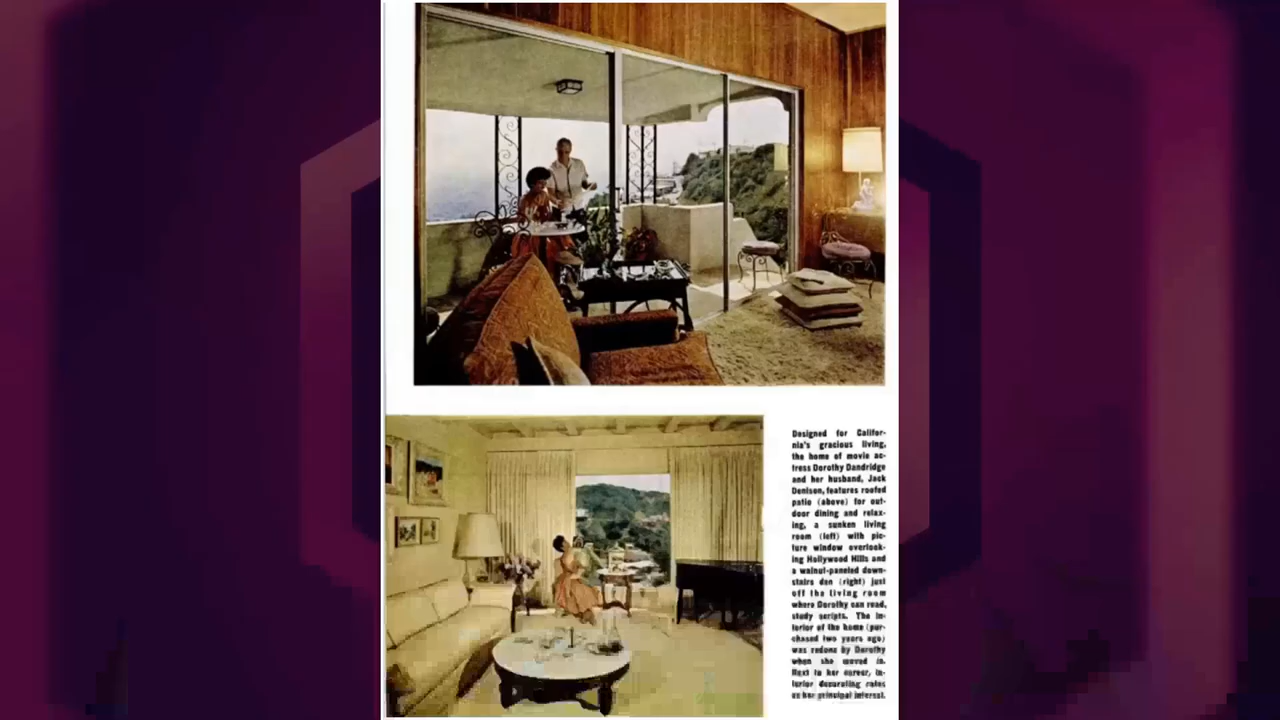 Designed for Califor-
nia's gracious living,
the home of movie ac-
tress Dorothy Dandridge
and her husband, Jack
Denison, features roofed
patio (above) for out-
door dining and relax-
ing, a sunken living
room (left) with pic-
ture window overlook-
ing Hollywood Hills and
a walnut-paneled down-
stairs den (right) just
off the living room
where Dorothy can read,
study scripts. The in-
terior of the home (pur-
chased two years ago)
was redone by Dorothy
when she moved in.
Next to her career, in-
terior decorating rates
as her principal interest.